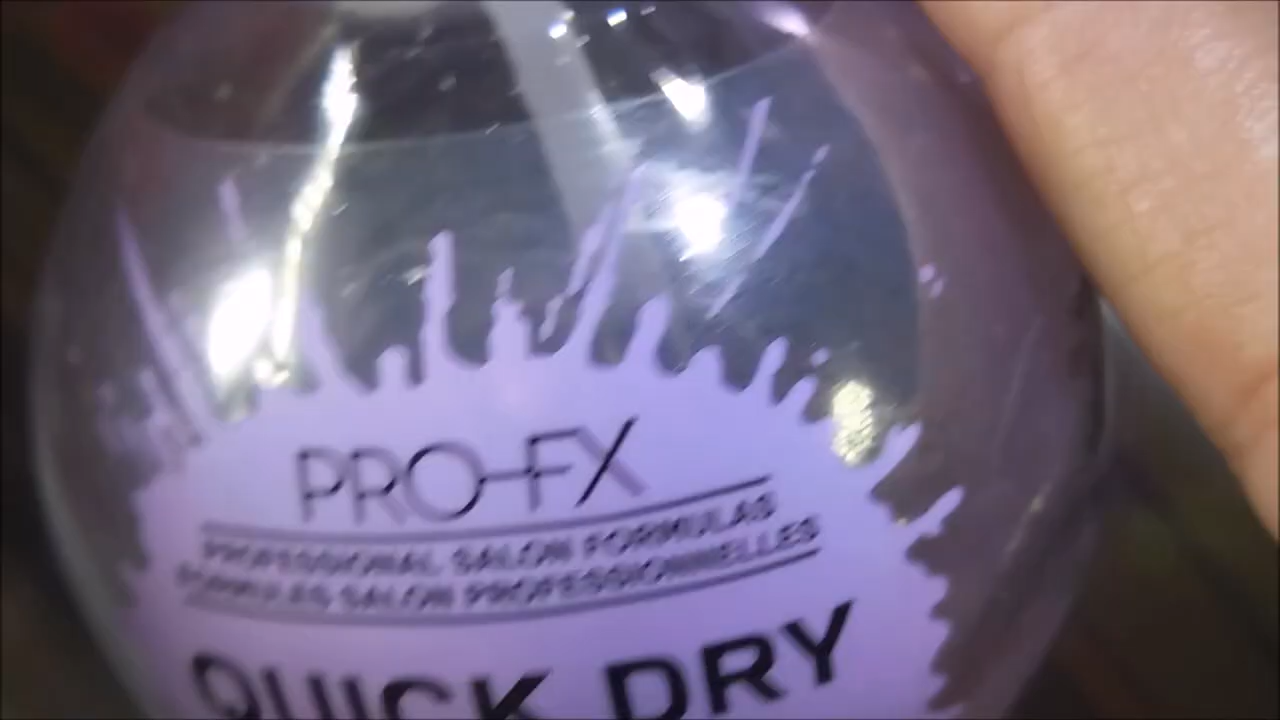 PRO-FX
PROFESSIONAL SALON FORMULAS
FORMULES SALON PROFESSIONNELLES
QUICK DRY